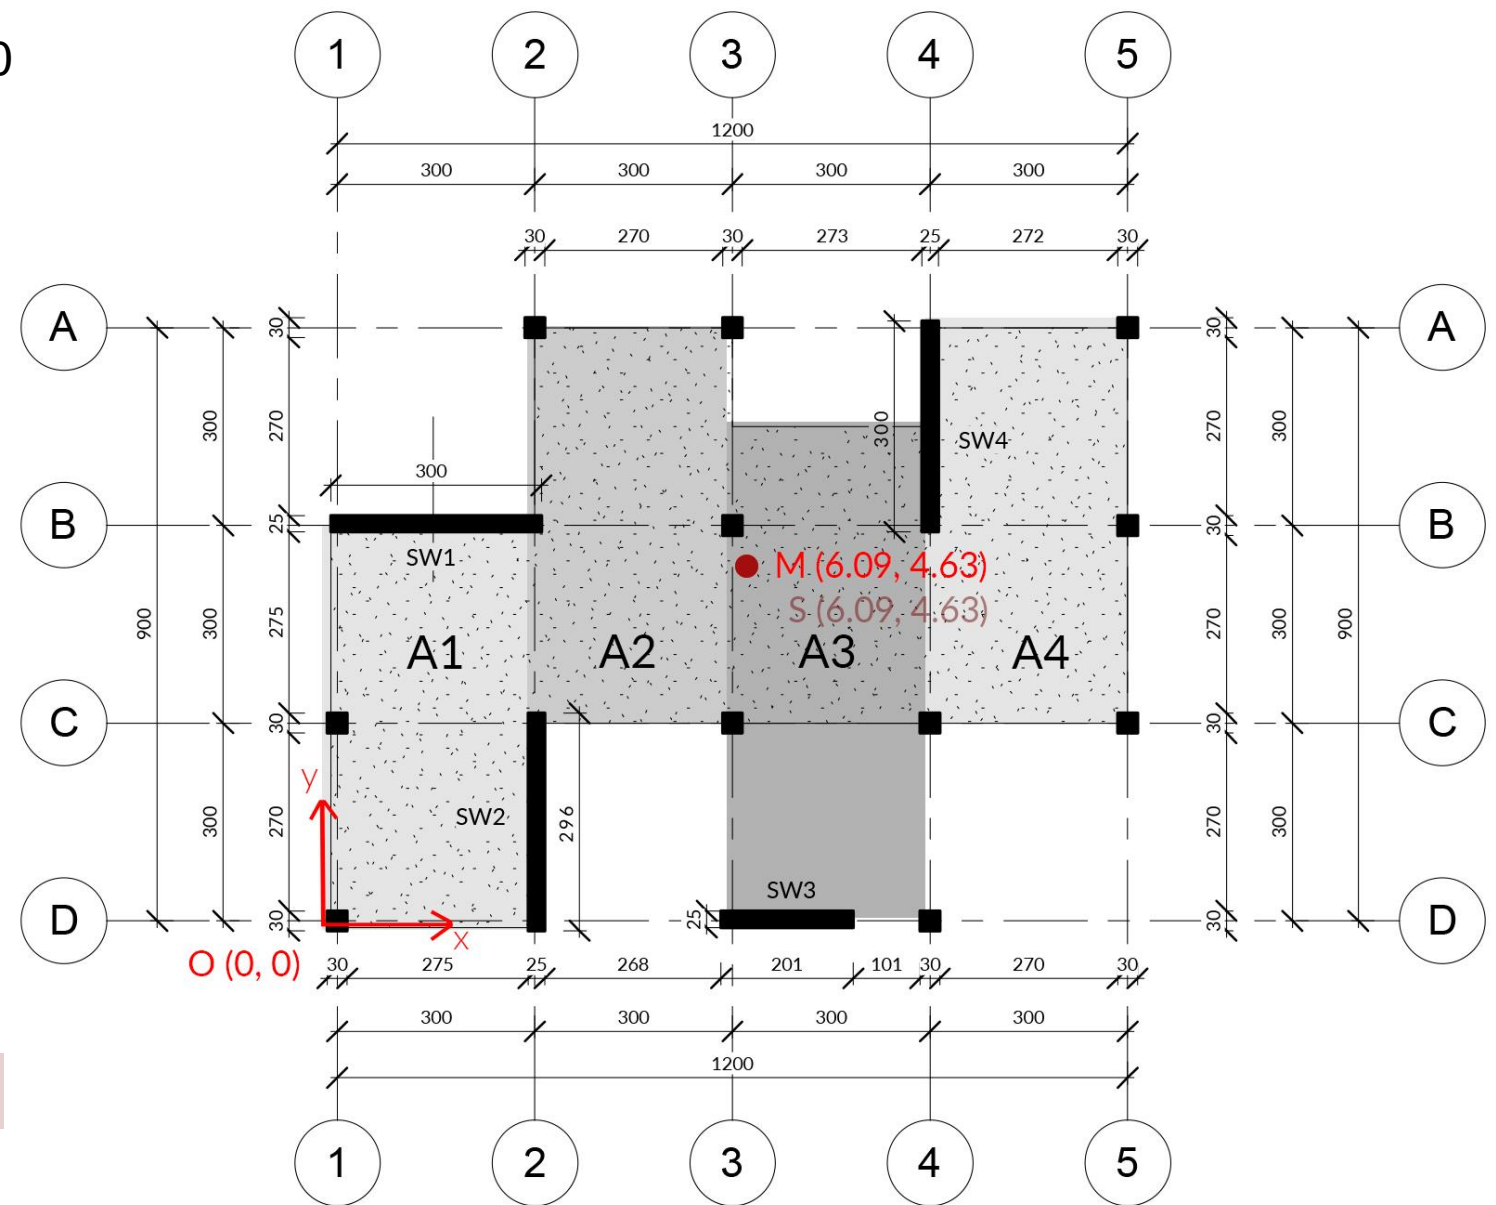 0
1 2 3 4 5
1200
300 300 300 300
30 270 30 273 25 272 30
A 30 30 A
270 300 300 SW4 270 300
300
B 25 30 B
SW1
M (6.09, 4.63)
S (6.09, 4.63)
900 300 275 270 300 900
A1 A2 A3 A4
C 30 30 C
y
300 270 SW2 296 270 300
SW3
D 30 25 30 D
x
O (0, 0)
30 275 25 268 201 101 30 270 30
300 300 300 300
1200
1 2 3 4 5